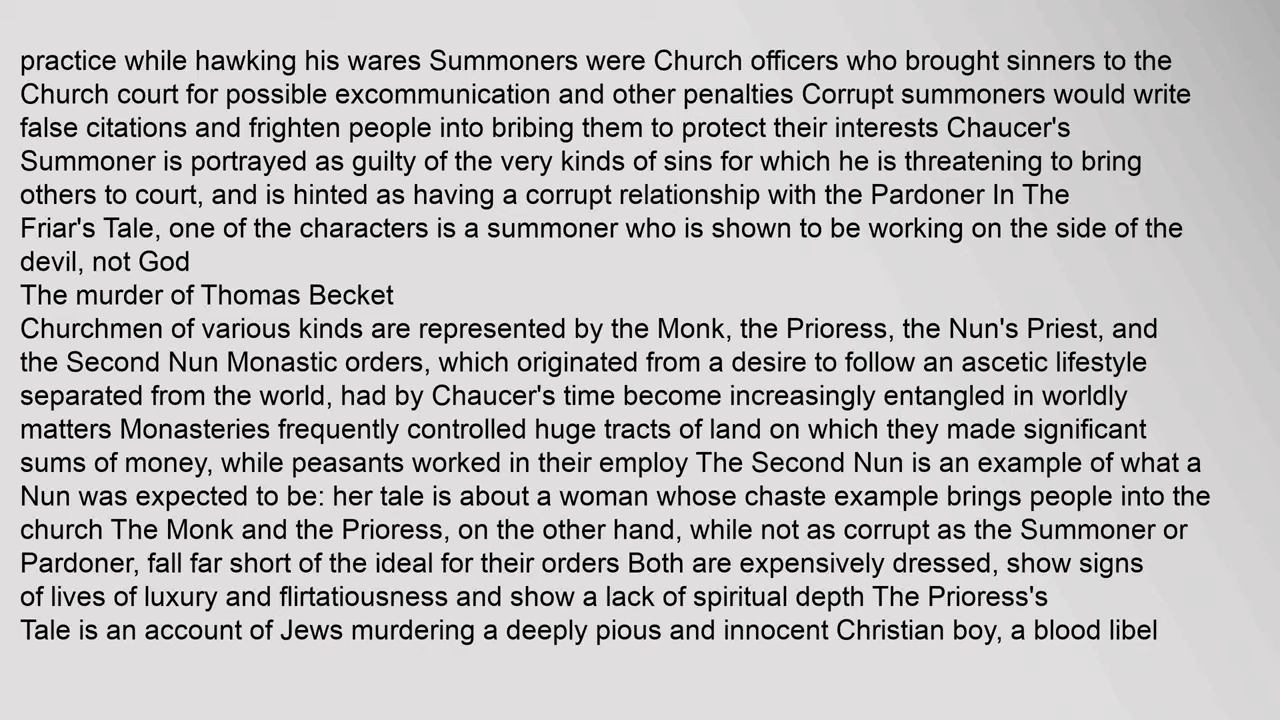 practice while hawking his wares Summoners were Church officers who brought sinners to the
Church court for possible excommunication and other penalties Corrupt summoners would write
false citations and frighten people into bribing them to protect their interests Chaucer's
Summoner is portrayed as guilty of the very kinds of sins for which he is threatening to bring
others to court, and is hinted as having a corrupt relationship with the Pardoner In The
Friar's Tale, one of the characters is a summoner who is shown to be working on the side of the
devil, not God
The murder of Thomas Becket
Churchmen of various kinds are represented by the Monk, the Prioress, the Nun's Priest, and
the Second Nun Monastic orders, which originated from a desire to follow an ascetic lifestyle
separated from the world, had by Chaucer's time become increasingly entangled in worldly
matters Monasteries frequently controlled huge tracts of land on which they made significant
sums of money, while peasants worked in their employ The Second Nun is an example of what a
Nun was expected to be: her tale is about a woman whose chaste example brings people into the
church The Monk and the Prioress, on the other hand, while not as corrupt as the Summoner or
Pardoner, fall far short of the ideal for their orders Both are expensively dressed, show signs
of lives of luxury and flirtatiousness and show a lack of spiritual depth The Prioress's
Tale is an account of Jews murdering a deeply pious and innocent Christian boy, a blood libel